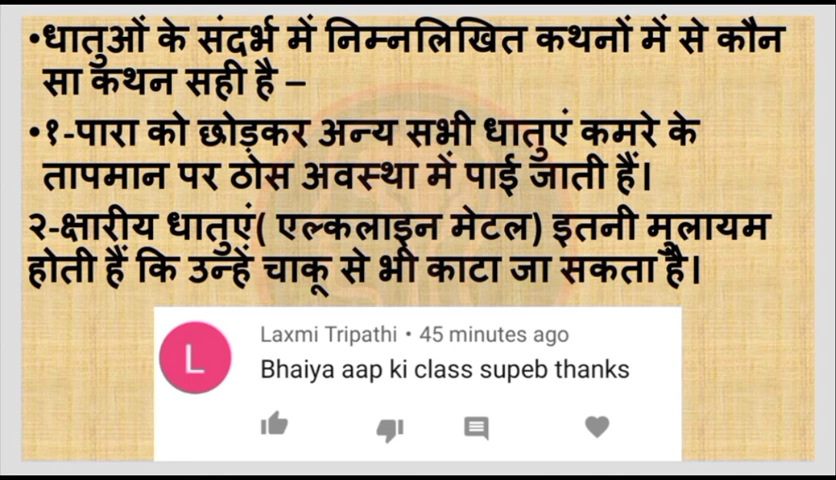 •धातुओं के संदर्भ में निम्नलिखित कथनों में से कौन
सा कथन सही है –
•१-पारा को छोड़कर अन्य सभी धातुएं कमरे के
तापमान पर ठोस अवस्था में पाई जाती हैं।
२-क्षारीय धातुएं( एल्कलाइन मेटल) इतनी मुलायम
होती हैं कि उन्हें चाकू से भी काटा जा सकता है।
L
Laxmi Tripathi • 45 minutes ago
Bhaiya aap ki class supeb thanks